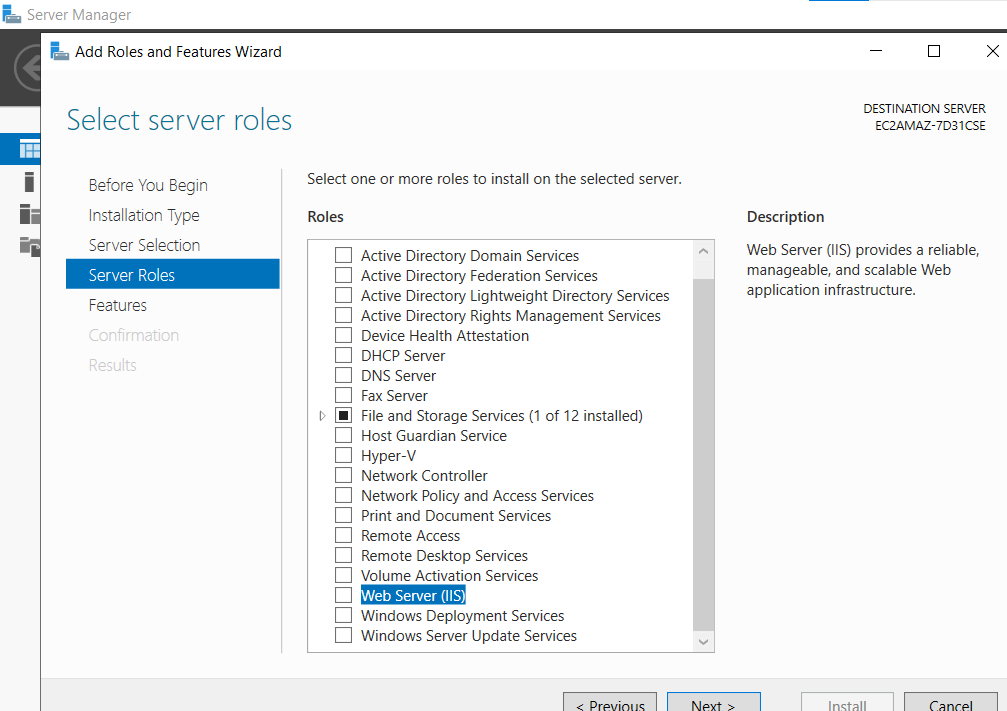 Server Manager
Add Roles and Features Wizard
Select server roles
DESTINATION SERVER
EC2AMAZ-7D31CSE
Before You Begin
Installation Type
Server Selection
Server Roles
Features
Confirmation
Results
Select one or more roles to install on the selected server.
Roles
Active Directory Domain Services
Active Directory Federation Services
Active Directory Lightweight Directory Services
Active Directory Rights Management Services
Device Health Attestation
DHCP Server
DNS Server
Fax Server
File and Storage Services (1 of 12 installed)
Host Guardian Service
Hyper-V
Network Controller
Network Policy and Access Services
Print and Document Services
Remote Access
Remote Desktop Services
Volume Activation Services
Web Server (IIS)
Windows Deployment Services
Windows Server Update Services
Description
Web Server (IIS) provides a reliable,
manageable, and scalable Web
application infrastructure.
< Previous
Next >
Install
Cancel